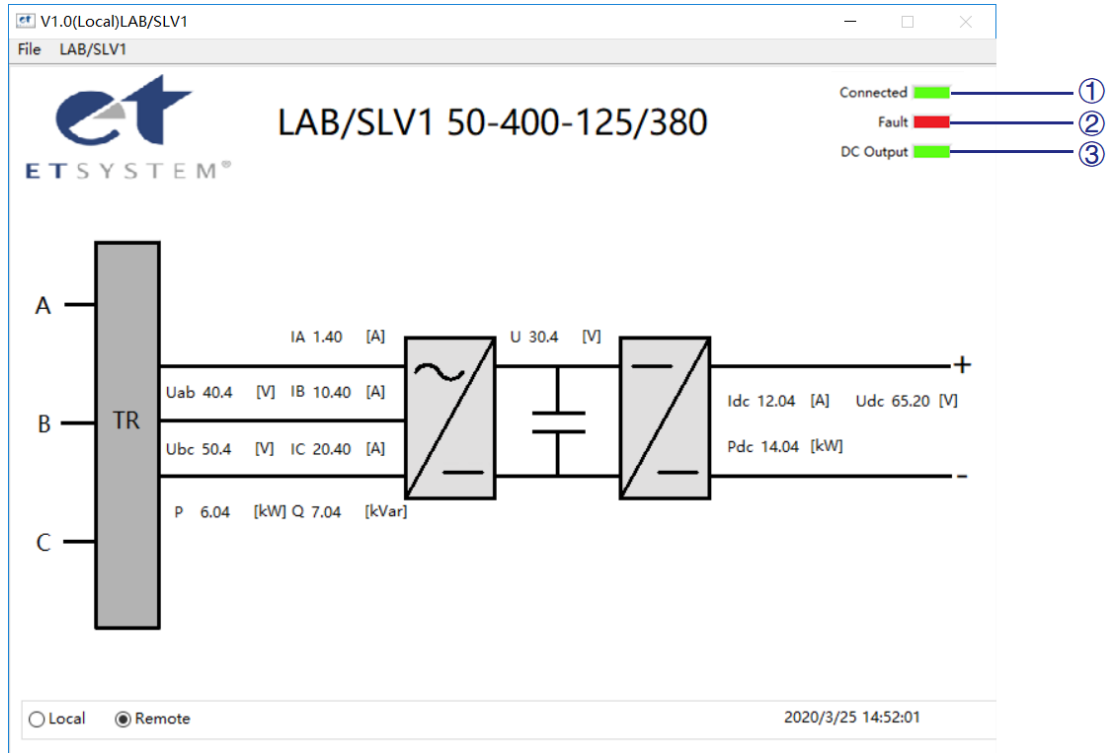 et V1.0(Local)LAB/SLV1
File LAB/SLV1
et
ETSYSTEM®
LAB/SLV1 50-400-125/380
Connected ①
Fault ②
DC Output ③
A
IA 1.40 [A] U 30.4 [V]
+
Uab 40.4 [V] IB 10.40 [A]
Idc 12.04 [A] Udc 65.20 [V]
B TR
Ubc 50.4 [V] IC 20.40 [A]
Pdc 14.04 [kW]
-
P 6.04 [kW] Q 7.04 [kVar]
C
Local Remote 2020/3/25 14:52:01